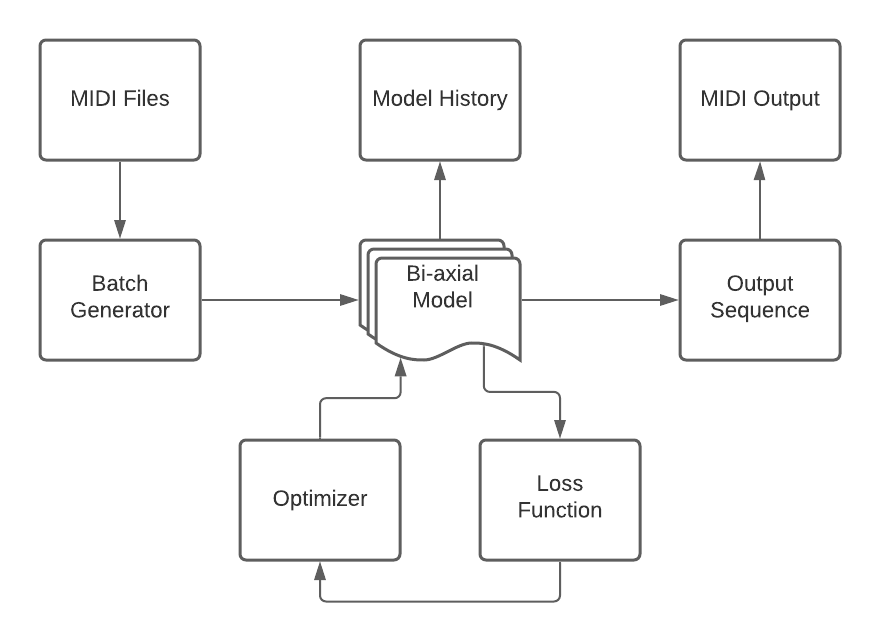 MIDI Files
Model History
MIDI Output
Batch
Generator
Bi-axial
Model
Output
Sequence
Optimizer
Loss
Function